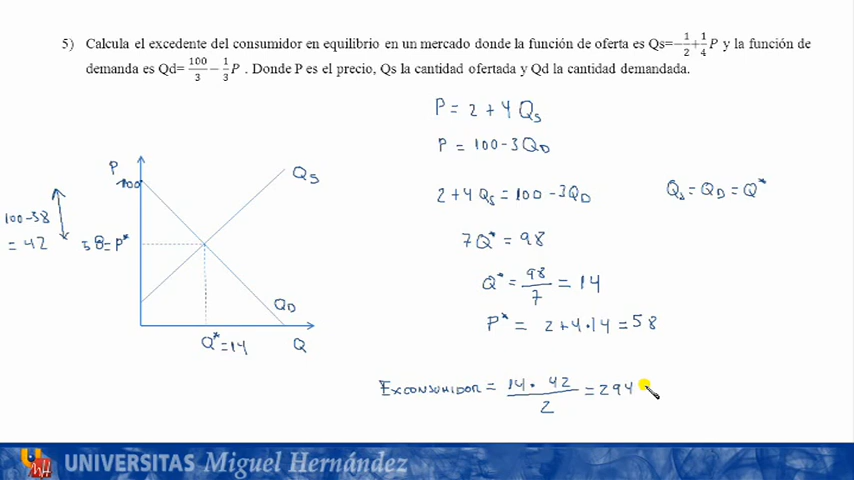 5) Calcula el excedente del consumidor en equilibrio en un mercado donde la función de oferta es Qs=-1/2+1/4P y la función de
demanda es Qd=100/3-1/3P . Donde P es el precio, Qs la cantidad ofertada y Qd la cantidad demandada.
P = 2 + 4 QS
P = 100 - 3 QD
2 + 4 QS = 100 - 3QD
QS = QD = Q*
7Q* = 98
Q* = 98/7 = 14
P* = 2 + 4 · 14 = 58
P
100
QS
100-58
= 42
58=P*
QD
Q*=14
Q
EXCONSUMIDOR = 14 · 42/2 = 294
UNIVERSITAS Miguel Hernández